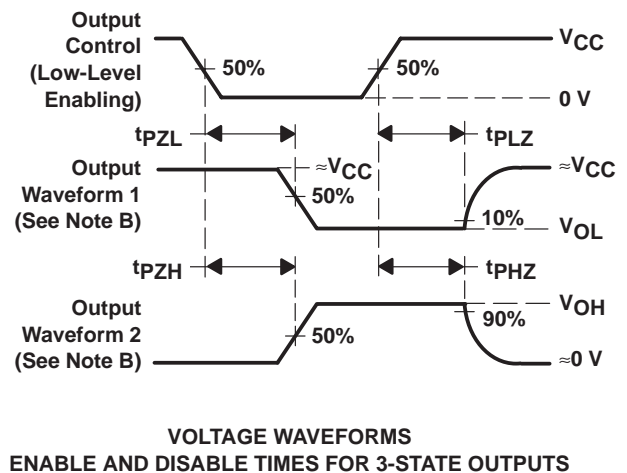 Output
Control
(Low-Level
Enabling)
50%
50%
VCC
0 V
tPZL
tPLZ
Output
Waveform 1
(See Note B)
≈VCC
50%
≈VCC
10%
VOL
tPZH
tPHZ
Output
Waveform 2
(See Note B)
50%
VOH
90%
≈0 V
VOLTAGE WAVEFORMS
ENABLE AND DISABLE TIMES FOR 3-STATE OUTPUTS